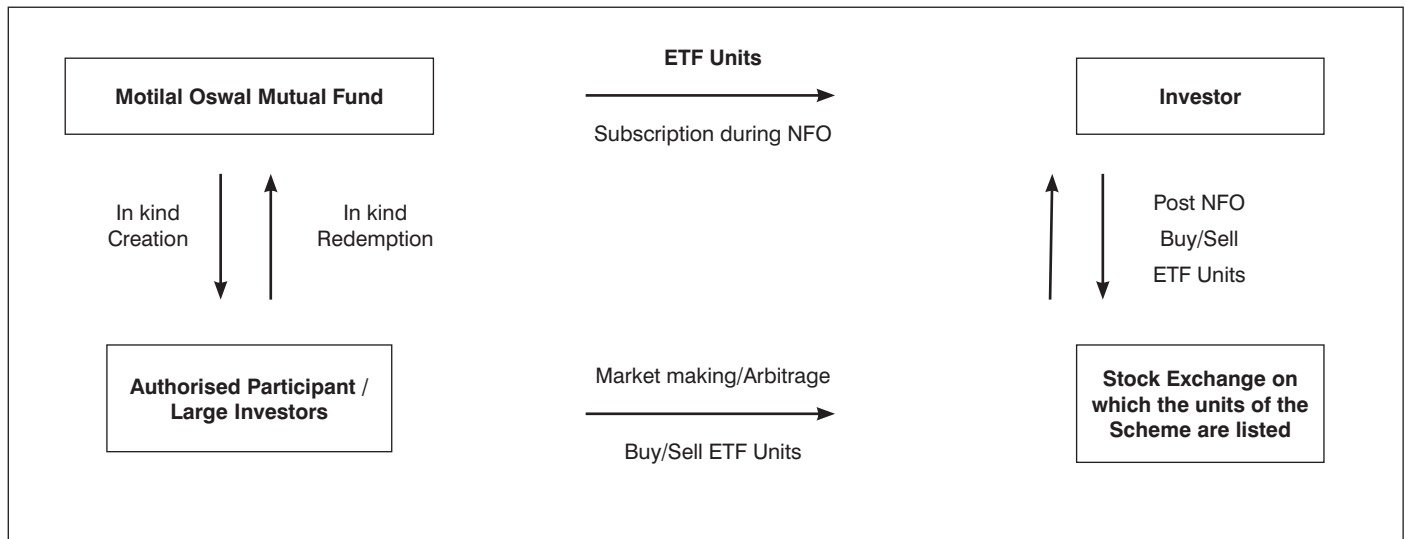 ETF Units
Motilal Oswal Mutual Fund
Investor
Subscription during NFO
In kind
Creation
In kind
Redemption
Post NFO
Buy/Sell
ETF Units
Authorised Participant /
Large Investors
Market making/Arbitrage
Buy/Sell ETF Units
Stock Exchange on
which the units of the
Scheme are listed